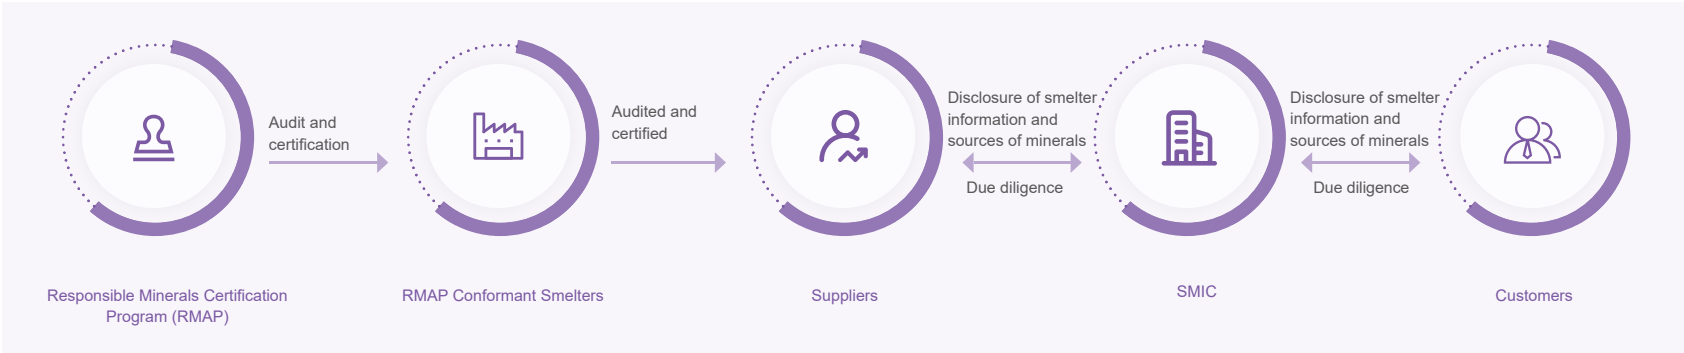 Audit and
certification
Audited and
certified
Disclosure of smelter
information and
sources of minerals
Due diligence
Disclosure of smelter
information and
sources of minerals
Due diligence
Responsible Minerals Certification
Program (RMAP)
RMAP Conformant Smelters
Suppliers
SMIC
Customers